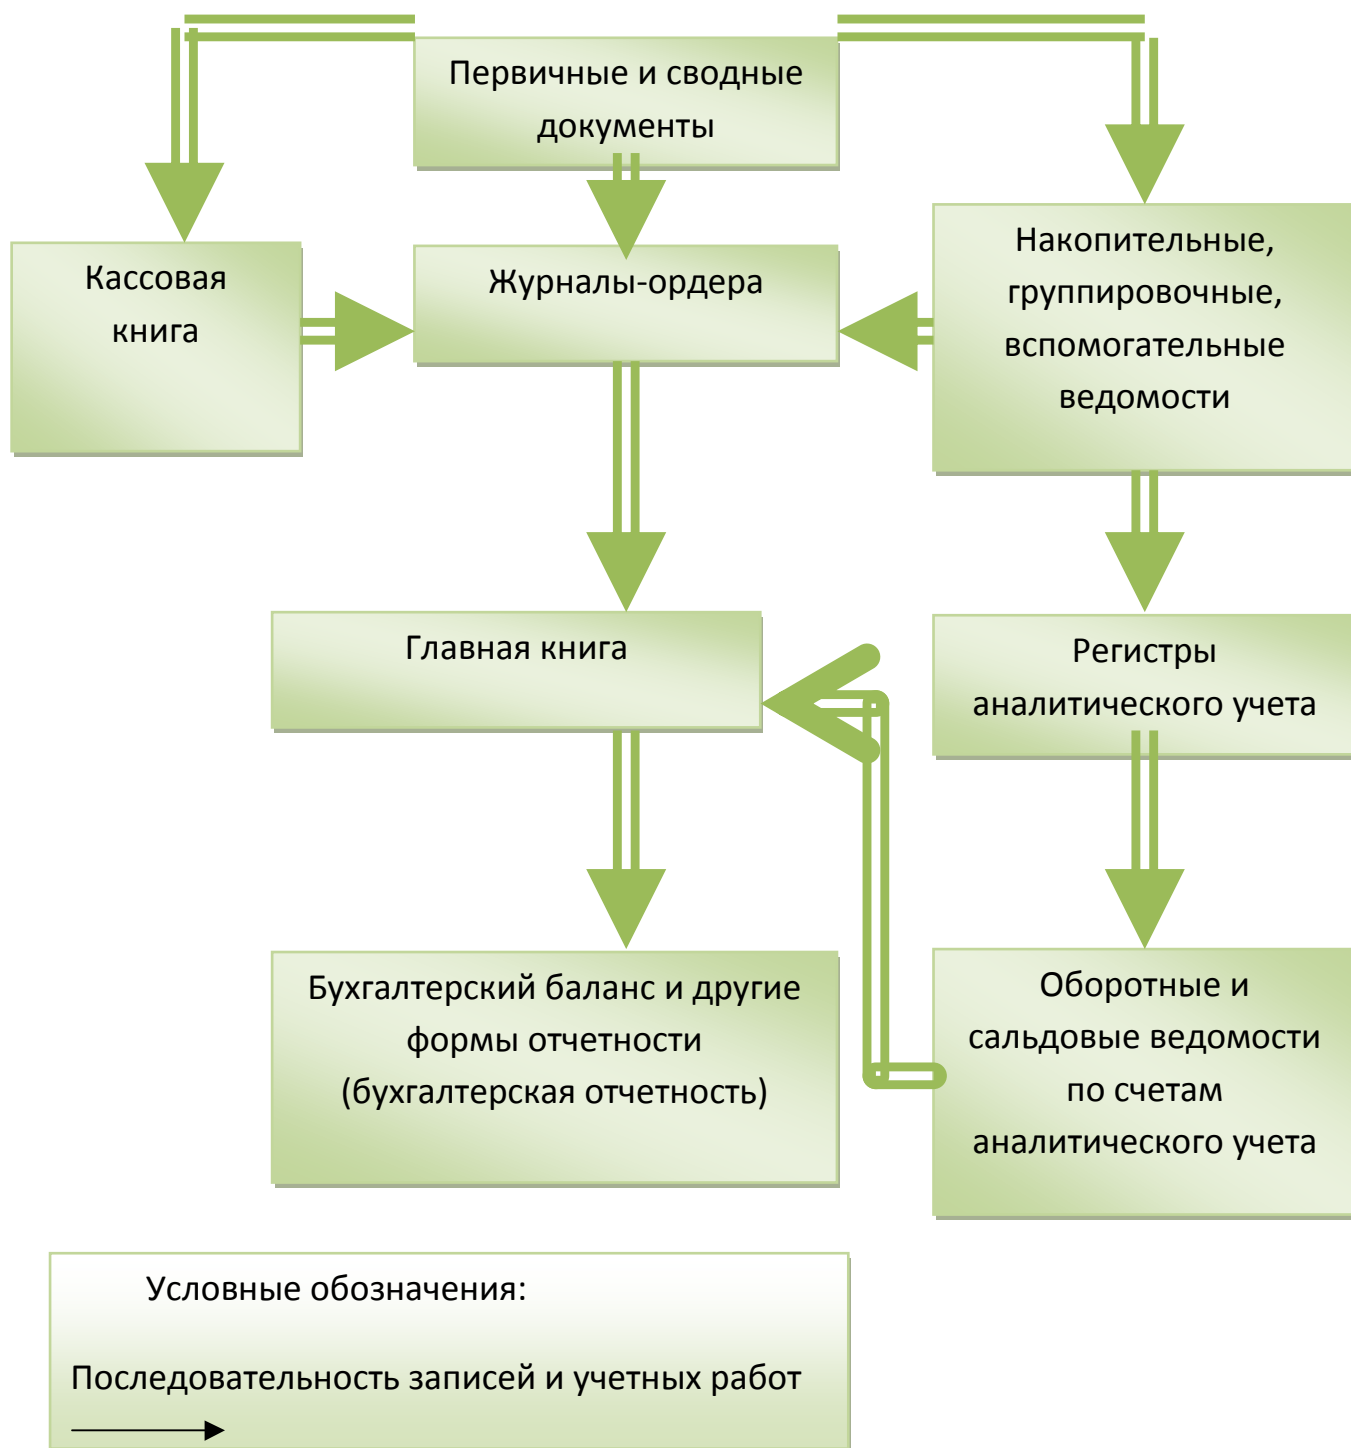 Первичные и сводные
документы
Кассовая
книга
Журналы-ордера
Накопительные,
группировочные,
вспомогательные
ведомости
Главная книга
Регистры
аналитического учета
Бухгалтерский баланс и другие
формы отчетности
(бухгалтерская отчетность)
Оборотные и
сальдовые ведомости
по счетам
аналитического учета
Условные обозначения:
Последовательность записей и учетных работ